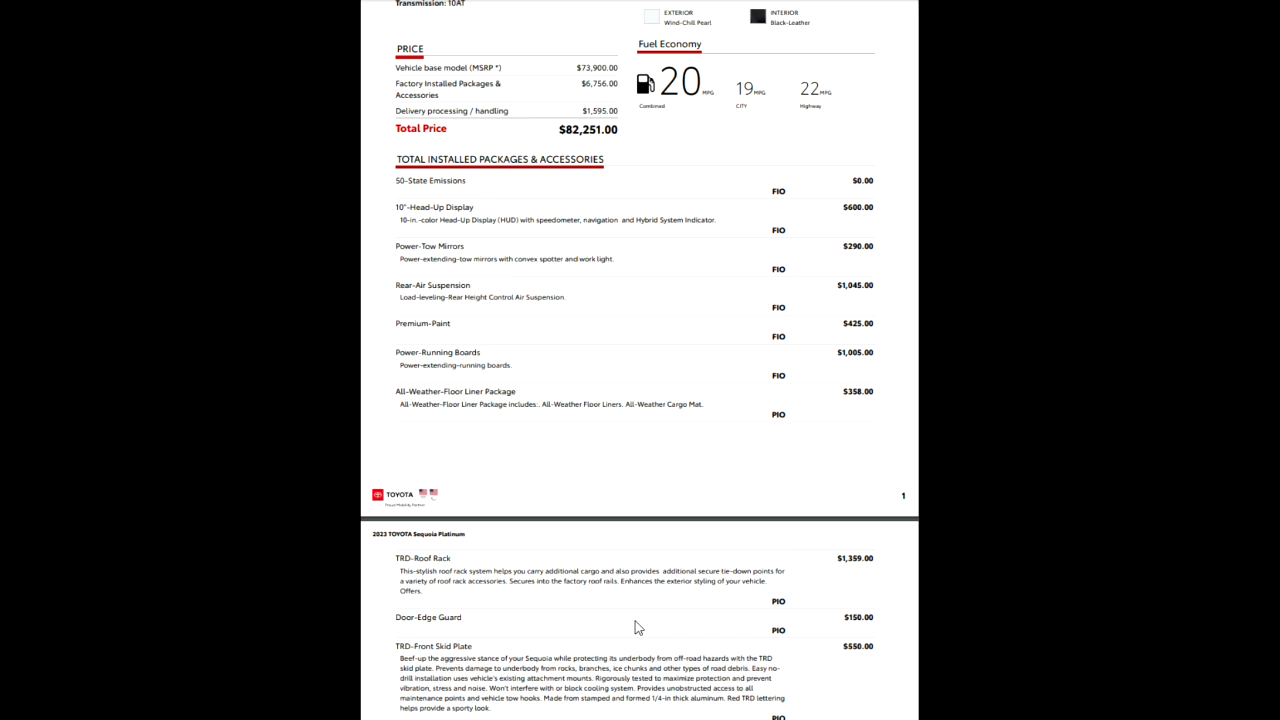 Transmission: 10AT
EXTERIOR
Wind-Chill Pearl
INTERIOR
Black-Leather
PRICE
Vehicle base model (MSRP *) $73,900.00
Factory Installed Packages & $6,756.00
Accessories
Delivery processing / handling $1,595.00
Total Price $82,251.00
Fuel Economy
20 MPG
Combined
19 MPG
CITY
22 MPG
Highway
TOTAL INSTALLED PACKAGES & ACCESSORIES
50-State Emissions $0.00
FIO
10"-Head-Up Display $600.00
10-in.-color Head-Up Display (HUD) with speedometer, navigation and Hybrid System Indicator.
FIO
Power-Tow Mirrors $290.00
Power-extending-tow mirrors with convex spotter and work light.
FIO
Rear-Air Suspension $1,045.00
Load-leveling-Rear Height Control Air Suspension.
FIO
Premium-Paint $425.00
FIO
Power-Running Boards $1,005.00
Power-extending-running boards.
FIO
All-Weather-Floor Liner Package $358.00
All-Weather-Floor Liner Package includes:. All-Weather Floor Liners. All-Weather Cargo Mat.
PIO
TOYOTA
Proud Mobility Partner
1
2023 TOYOTA Sequoia Platinum
TRD-Roof Rack $1,359.00
This-stylish roof rack system helps you carry additional cargo and also provides additional secure tie-down points for
a variety of roof rack accessories. Secures into the factory roof rails. Enhances the exterior styling of your vehicle.
Offers.
PIO
Door-Edge Guard $150.00
PIO
TRD-Front Skid Plate $550.00
Beef-up the aggressive stance of your Sequoia while protecting its underbody from off-road hazards with the TRD
skid plate. Prevents damage to underbody from rocks, branches, ice chunks and other types of road debris. Easy no-
drill installation uses vehicle's existing attachment mounts. Rigorously tested to maximize protection and prevent
vibration, stress and noise. Won't interfere with or block cooling system. Provides unobstructed access to all
maintenance points and vehicle tow hooks. Made from stamped and formed 1/4-in thick aluminum. Red TRD lettering
helps provide a sporty look.
PIO